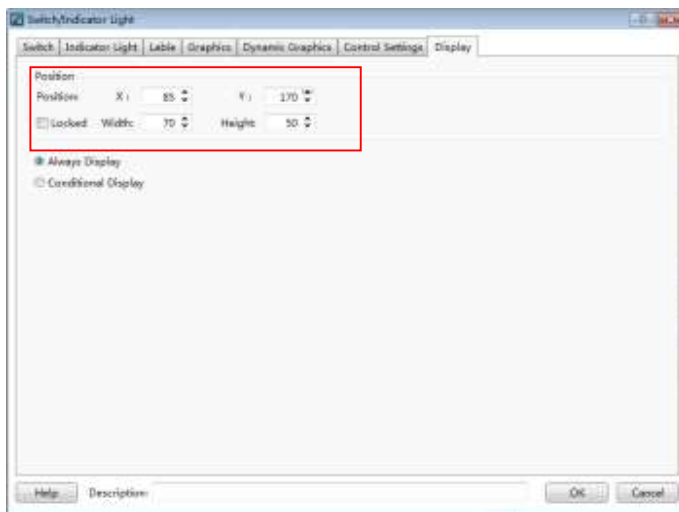 Switch/Indicator Light
Switch Indicator Light Lable Graphics Dynamic Graphics Control Settings Display
Position
Position: X : 85 Y : 170
Locked Width: 70 Height: 50
Always Display
Conditional Display
Help Description: OK Cancel